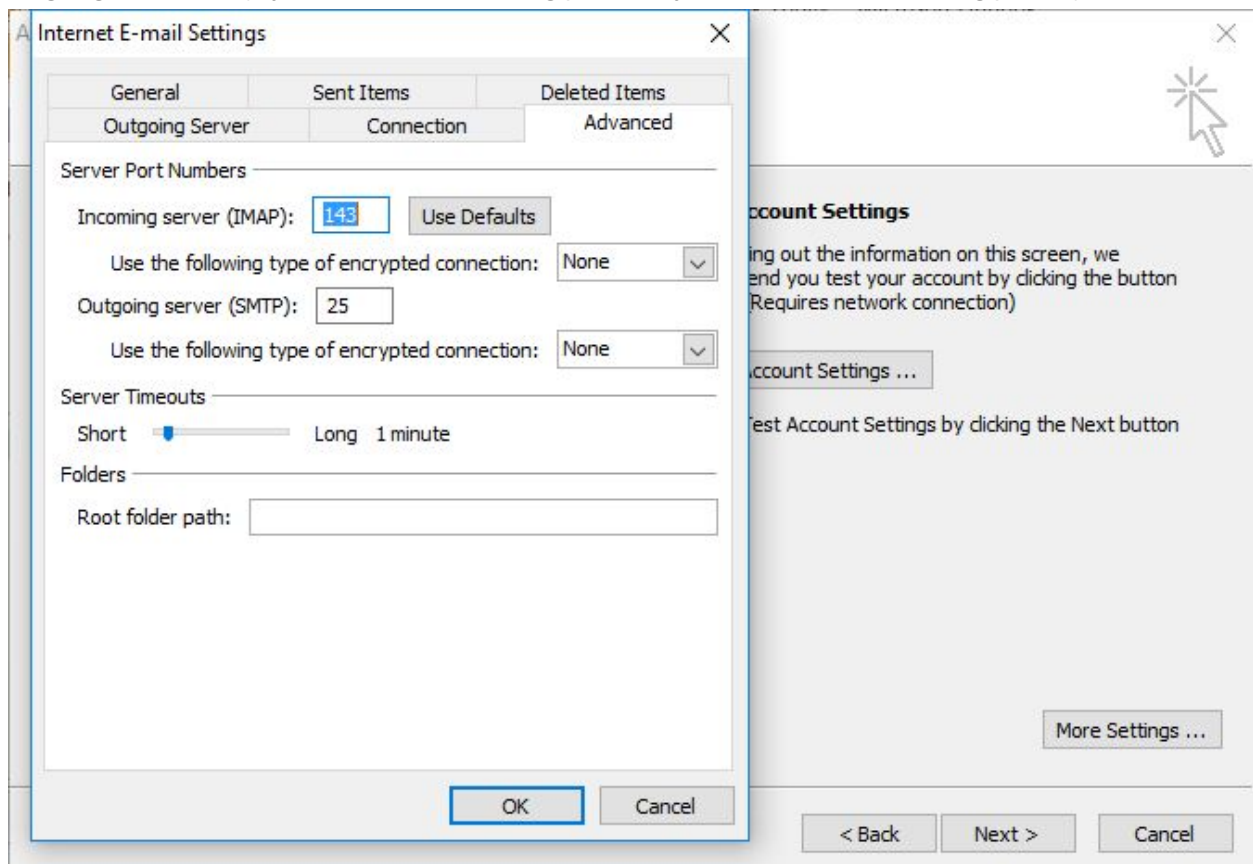 Internet E-mail Settings
General Sent Items Deleted Items
Outgoing Server Connection Advanced
Server Port Numbers
Incoming server (IMAP): 143 Use Defaults
Use the following type of encrypted connection: None
Outgoing server (SMTP): 25
Use the following type of encrypted connection: None
Server Timeouts
Short Long 1 minute
Folders
Root folder path:
OK Cancel
ccount Settings
ing out the information on this screen, we
end you test your account by clicking the button
(Requires network connection)
ccount Settings ...
est Account Settings by clicking the Next button
More Settings ...
< Back Next > Cancel